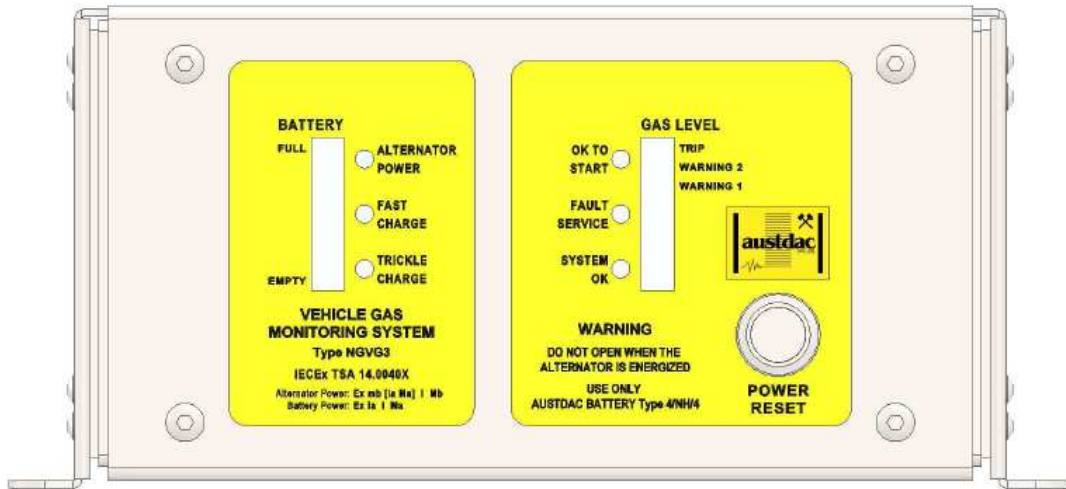 BATTERY
FULL
ALTERNATOR
POWER
FAST
CHARGE
TRICKLE
CHARGE
EMPTY
VEHICLE GAS
MONITORING SYSTEM
Type NGVG3
IECEx TSA 14.0040X
Alternator Power: Ex mb [ia Ma] I Mb
Battery Power: Ex ia I Ma
GAS LEVEL
OK TO
START
TRIP
WARNING 2
WARNING 1
FAULT
SERVICE
SYSTEM
OK
austdac
WARNING
DO NOT OPEN WHEN THE
ALTERNATOR IS ENERGIZED
USE ONLY
AUSTDAC BATTERY Type 4/NH/4
POWER
RESET